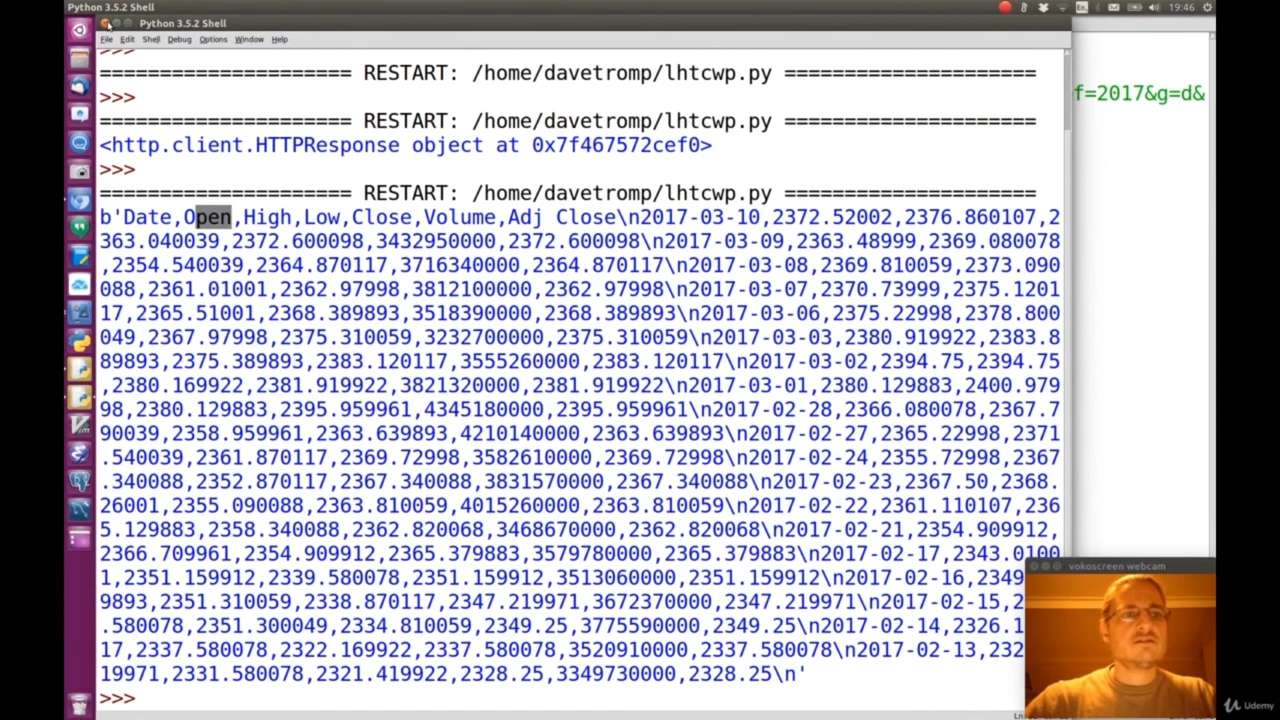 Python 3.5.2 Shell
En
19:46
Python 3.5.2 Shell
File Edit Shell Debug Options Window Help
>>>
===================== RESTART: /home/davetromp/lhtcwp.py =====================
f=2017&g=d&
>>>
===================== RESTART: /home/davetromp/lhtcwp.py =====================
<http.client.HTTPResponse object at 0x7f467572cef0>
>>>
===================== RESTART: /home/davetromp/lhtcwp.py =====================
b'Date,Open,High,Low,Close,Volume,Adj Close\n2017-03-10,2372.52002,2376.860107,2
363.040039,2372.600098,3432950000,2372.600098\n2017-03-09,2363.48999,2369.080078
,2354.540039,2364.870117,3716340000,2364.870117\n2017-03-08,2369.810059,2373.090
088,2361.01001,2362.97998,3812100000,2362.97998\n2017-03-07,2370.73999,2375.1201
17,2365.51001,2368.389893,3518390000,2368.389893\n2017-03-06,2375.22998,2378.800
049,2367.97998,2375.310059,3232700000,2375.310059\n2017-03-03,2380.919922,2383.8
89893,2375.389893,2383.120117,3555260000,2383.120117\n2017-03-02,2394.75,2394.75
,2380.169922,2381.919922,3821320000,2381.919922\n2017-03-01,2380.129883,2400.979
98,2380.129883,2395.959961,4345180000,2395.959961\n2017-02-28,2366.080078,2367.7
90039,2358.959961,2363.639893,4210140000,2363.639893\n2017-02-27,2365.22998,2371
.540039,2361.870117,2369.72998,3582610000,2369.72998\n2017-02-24,2355.72998,2367
.340088,2352.870117,2367.340088,3831570000,2367.340088\n2017-02-23,2367.50,2368.
26001,2355.090088,2363.810059,4015260000,2363.810059\n2017-02-22,2361.110107,236
5.129883,2358.340088,2362.820068,3468670000,2362.820068\n2017-02-21,2354.909912,
2366.709961,2354.909912,2365.379883,3579780000,2365.379883\n2017-02-17,2343.0100
1,2351.159912,2339.580078,2351.159912,3513060000,2351.159912\n2017-02-16,2349
vokoscreen webcam
9893,2351.310059,2338.870117,2347.219971,3672370000,2347.219971\n2017-02-15,2
.580078,2351.300049,2334.810059,2349.25,3775590000,2349.25\n2017-02-14,2326.1
17,2337.580078,2322.169922,2337.580078,3520910000,2337.580078\n2017-02-13,232
19971,2331.580078,2321.419922,2328.25,3349730000,2328.25\n'
>>>
Udemy